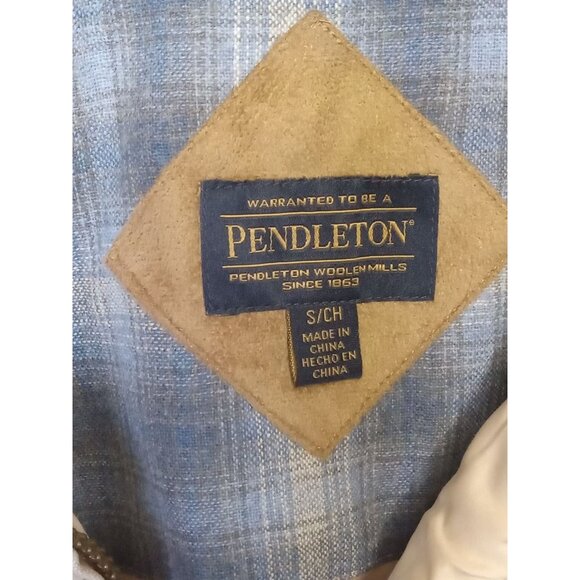 WARRANTED TO BE A
PENDLETON®
PENDLETON WOOLEN MILLS
SINCE 1863
S/CH
MADE IN
CHINA
HECHO EN
CHINA